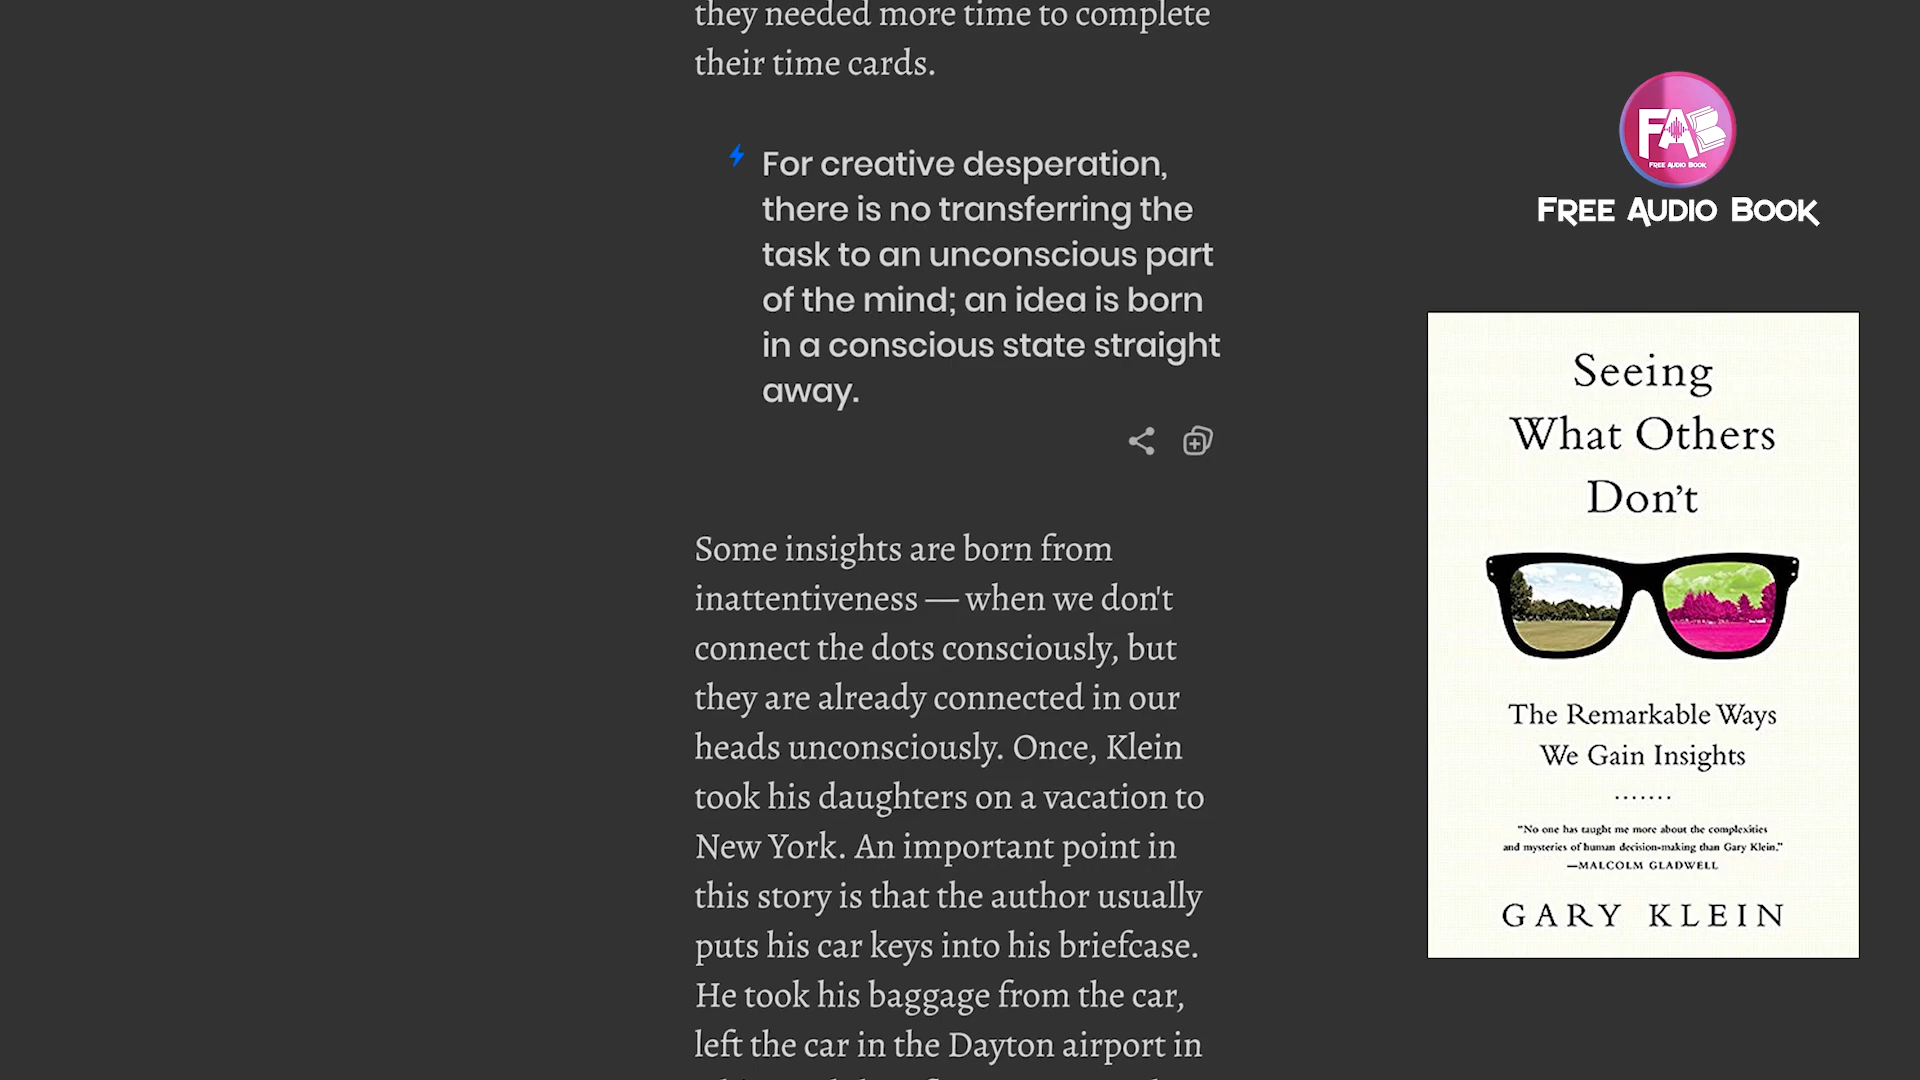 they needed more time to complete
their time cards.
For creative desperation,
there is no transferring the
task to an unconscious part
of the mind; an idea is born
in a conscious state straight
away.
Some insights are born from
inattentiveness — when we don't
connect the dots consciously, but
they are already connected in our
heads unconsciously. Once, Klein
took his daughters on a vacation to
New York. An important point in
this story is that the author usually
puts his car keys into his briefcase.
He took his baggage from the car,
left the car in the Dayton airport in
FAB
Free Audio Book
Free Audio Book
Seeing
What Others
Don't
The Remarkable Ways
We Gain Insights
.......
"No one has taught me more about the complexities
and mysteries of human decision-making than Gary Klein."
—MALCOLM GLADWELL
GARY KLEIN